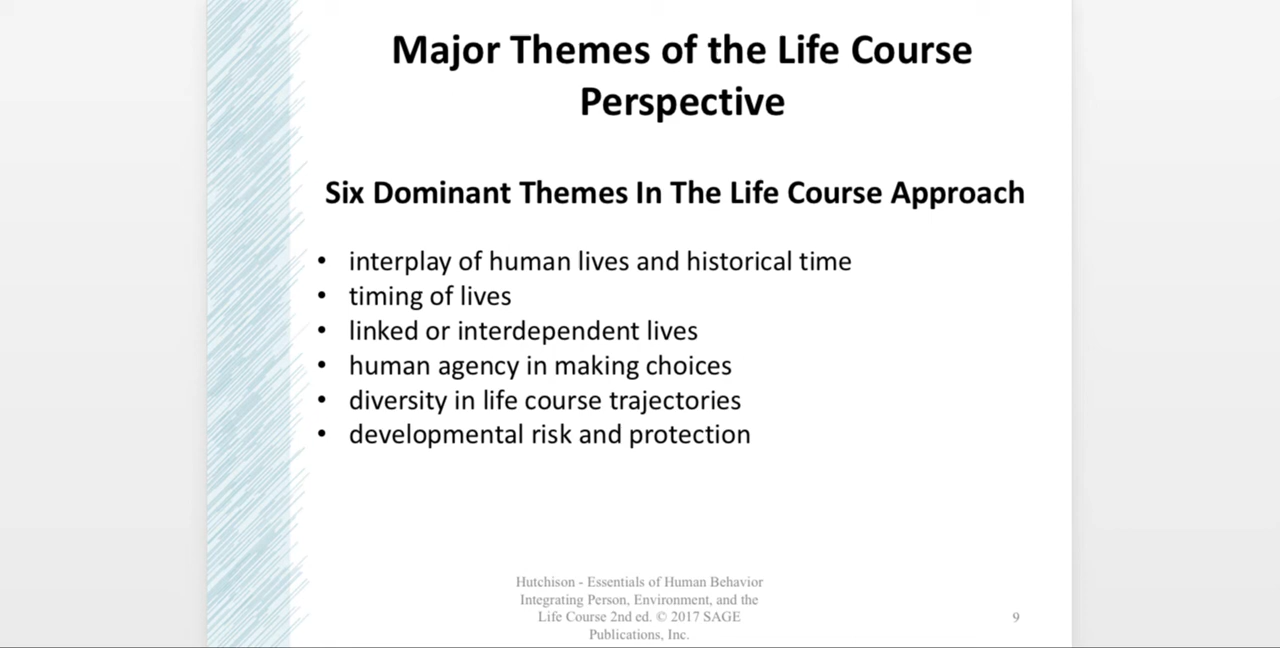 Major Themes of the Life Course
Perspective
Six Dominant Themes In The Life Course Approach
• interplay of human lives and historical time
• timing of lives
• linked or interdependent lives
• human agency in making choices
• diversity in life course trajectories
• developmental risk and protection
Hutchison - Essentials of Human Behavior
Integrating Person, Environment, and the
Life Course 2nd ed. © 2017 SAGE
Publications, Inc.
9